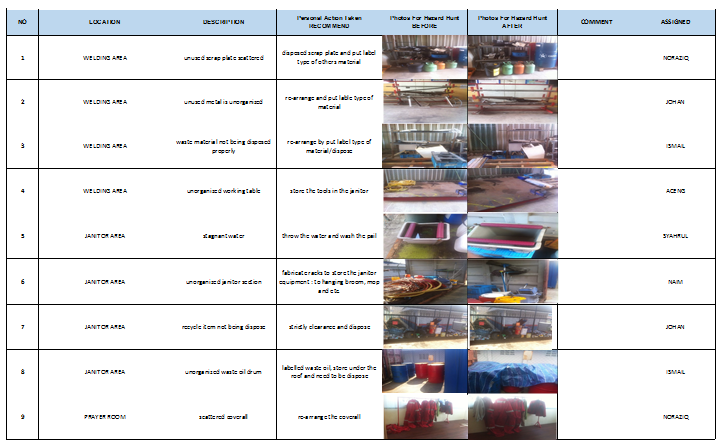 NO LOCATION DESCRIPTION Personal Action Taken Photos For Hazard Hunt Photos For Hazard Hunt COMMENT ASSIGNED
RECOMMEND BEFORE AFTER
1 WELDING AREA unused scrap plate scattered disposed scrap plate and put label NORAZIQ
type of others material
2 WELDING AREA unused metal is unorganised re-arrange and put lable type of JOHAN
material
3 WELDING AREA waste material not being disposed re-arrange by put label type of ISMAIL
properly material/dispose
4 WELDING AREA unorganised working table store the tools in the janitor ACENG
5 JANITOR AREA stagnant water throw the water and wash the pail SYAHRUL
6 JANITOR AREA unorganised janitor section fabricate racks to store the janitor NAIM
equipment : to hanging broom, mop
and etc
7 JANITOR AREA recycle item not being dispose strictly clearance and dispose JOHAN
8 JANITOR AREA unorganised waste oil drum labelled waste oil, store under the ISMAIL
roof and need to be dispose
9 PRAYER ROOM scattered coverall re-arrange the coverall NORAZIQ